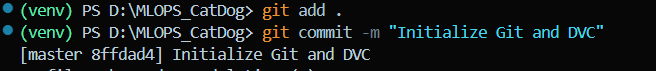 (venv) PS D:\MLOPS_CatDog> git add .
(venv) PS D:\MLOPS_CatDog> git commit -m "Initialize Git and DVC"
[master 8ffdad4] Initialize Git and DVC